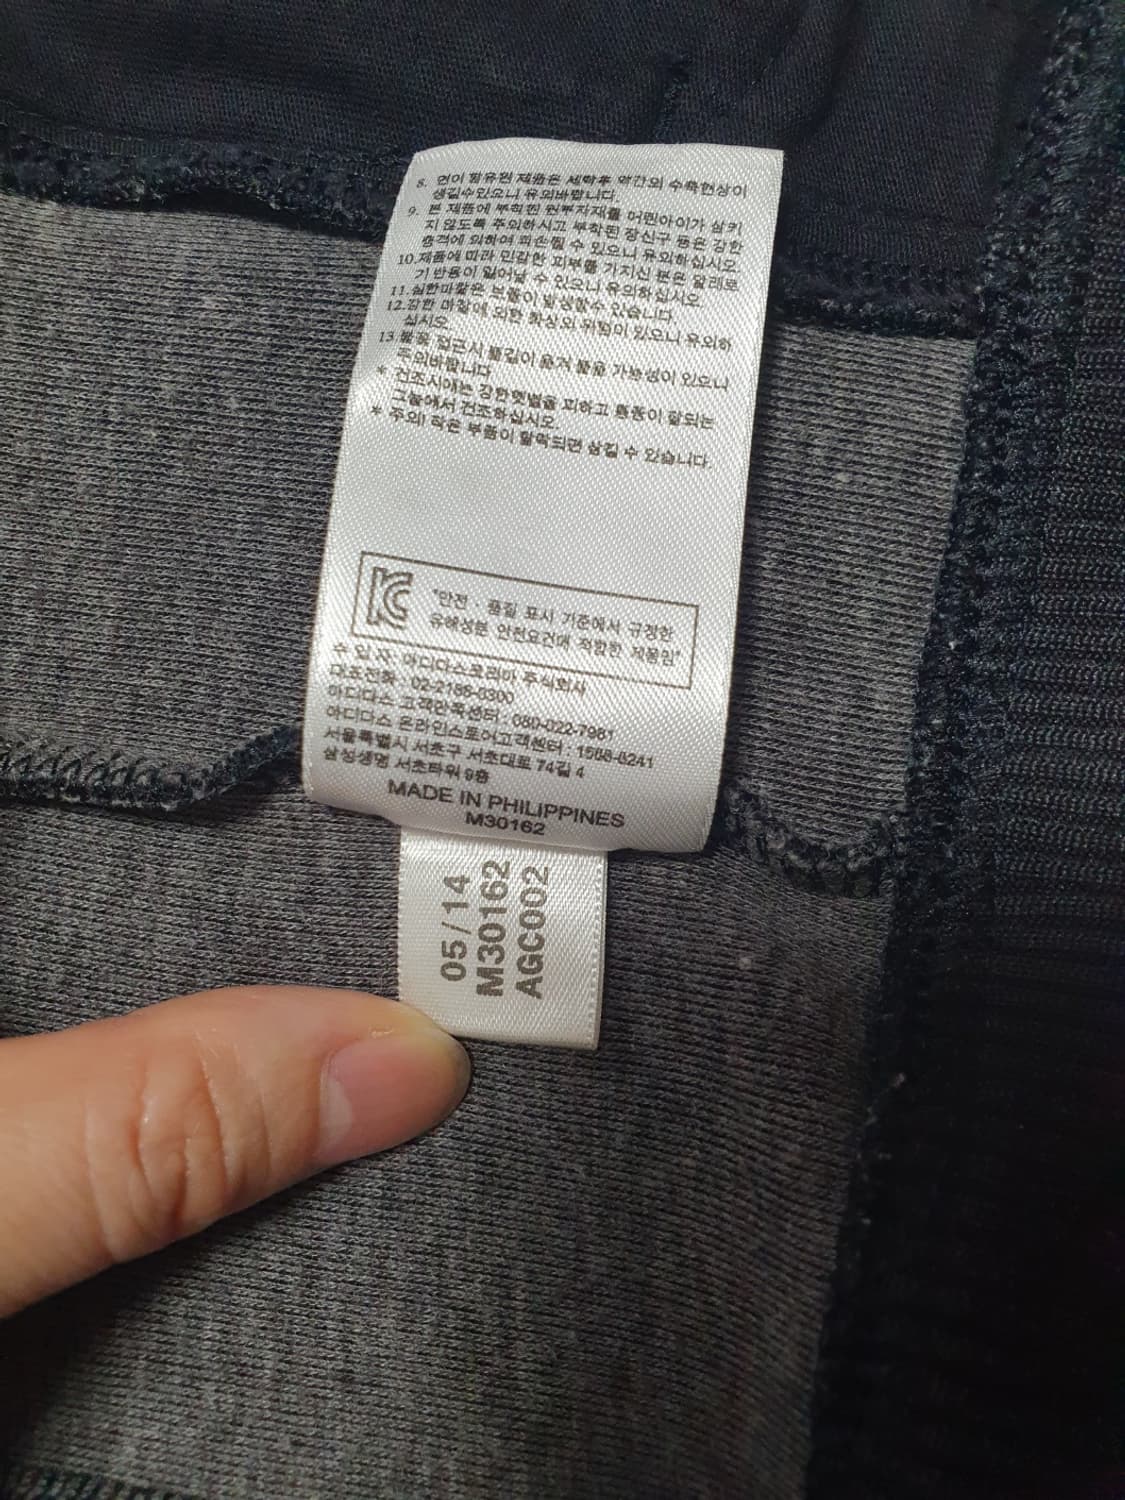 8. 면이 함유된 제품은 세탁후 약간의 수축현상이
생길수있으니 유의바랍니다.
9. 본 제품에 부착된 원부자재를 어린아이가 삼키
지 않도록 주의하시고 부착된 장신구 등은 강한
충격에 의하여 파손될 수 있으니 유의하십시오
10.제품에 따라 민감한 피부를 가지신 분은 알레르
기 반응이 일어날 수 있으니 유의하십시오
11.심한마찰은 보풀이 발생할수 있습니다
12.강한 마찰에 의한 화상의 위험이 있으니 유의하
십시오
13.불꽃 접근시 불길이 옮겨 붙을 가능성이 있으니
주의바랍니다
* 건조시에는 강한햇볕을 피하고 통풍이 잘되는
그늘에서 건조하십시오.
* 주의! 작은 부품이 탈락되면 삼킬 수 있습니다.
KC
"안전 · 품질 표시 기준에서 규정한
유해성분 안전요건에 적합한 제품임"
수 입 자: 아디다스코리아 주식회사
대표전화 : 02-2186-0300
아디다스 고객만족센터 : 080-022-7981
아디다스 온라인스토어고객센터 : 1588-8241
서울특별시 서초구 서초대로 74길 4
삼성생명 서초타워 9층
MADE IN PHILIPPINES
M30162
05/14
M30162
AGC002